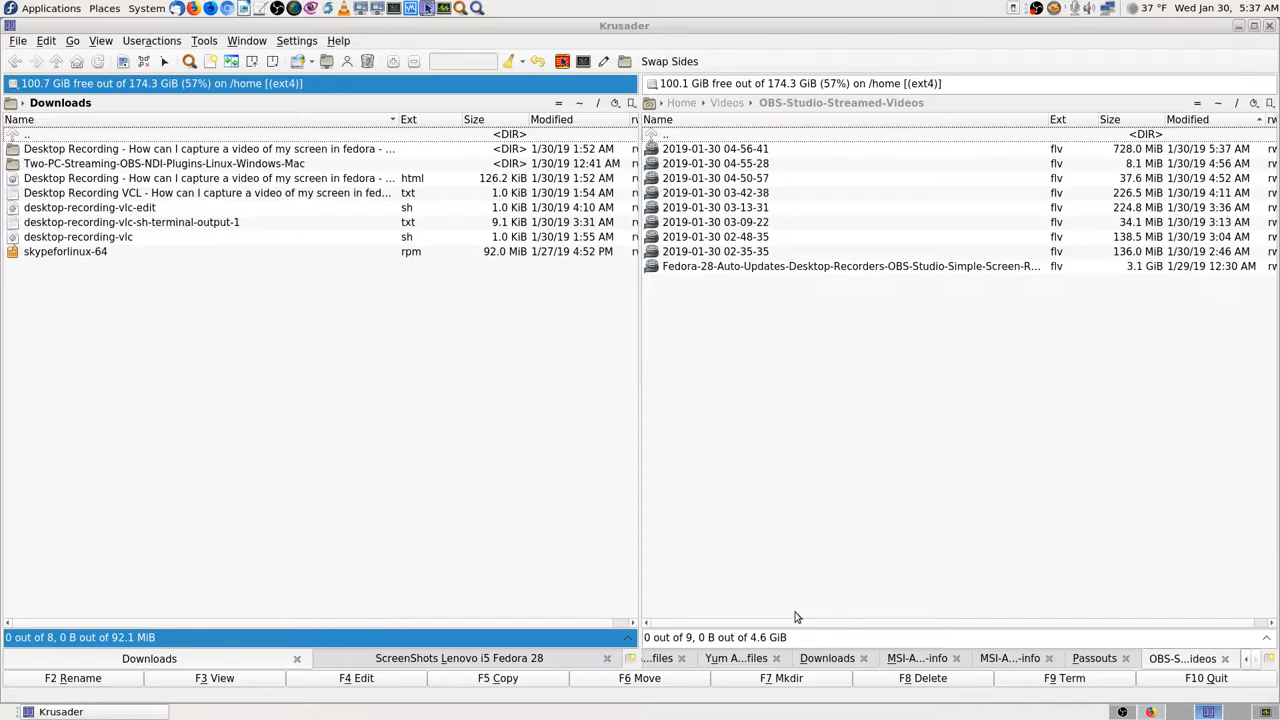 Applications Places System 37 °F Wed Jan 30, 5:37 AM
Krusader
File Edit Go View Useractions Tools Window Settings Help
Swap Sides
100.7 GiB free out of 174.3 GiB (57%) on /home [(ext4)] 100.1 GiB free out of 174.3 GiB (57%) on /home [(ext4)]
Downloads = ~ / Home Videos OBS-Studio-Streamed-Videos = ~ /
Name Ext Size Modified Name Ext Size Modified
.. <DIR> .. <DIR>
Desktop Recording - How can I capture a video of my screen in fedora - ... <DIR> 1/30/19 1:52 AM 2019-01-30 04-56-41 flv 728.0 MiB 1/30/19 5:37 AM
Two-PC-Streaming-OBS-NDI-Plugins-Linux-Windows-Mac <DIR> 1/30/19 12:41 AM 2019-01-30 04-55-28 flv 8.1 MiB 1/30/19 4:56 AM
Desktop Recording - How can I capture a video of my screen in fedora - ... html 126.2 KiB 1/30/19 1:52 AM 2019-01-30 04-50-57 flv 37.6 MiB 1/30/19 4:52 AM
Desktop Recording VCL - How can I capture a video of my screen in fed... txt 1.0 KiB 1/30/19 1:54 AM 2019-01-30 03-42-38 flv 226.5 MiB 1/30/19 4:11 AM
desktop-recording-vlc-edit sh 1.0 KiB 1/30/19 4:10 AM 2019-01-30 03-13-31 flv 224.8 MiB 1/30/19 3:36 AM
desktop-recording-vlc-sh-terminal-output-1 txt 9.1 KiB 1/30/19 3:31 AM 2019-01-30 03-09-22 flv 34.1 MiB 1/30/19 3:13 AM
desktop-recording-vlc sh 1.0 KiB 1/30/19 1:55 AM 2019-01-30 02-48-35 flv 138.5 MiB 1/30/19 3:04 AM
skypeforlinux-64 rpm 92.0 MiB 1/27/19 4:52 PM 2019-01-30 02-35-35 flv 136.0 MiB 1/30/19 2:46 AM
Fedora-28-Auto-Updates-Desktop-Recorders-OBS-Studio-Simple-Screen-R... flv 3.1 GiB 1/29/19 12:30 AM
0 out of 8, 0 B out of 92.1 MiB 0 out of 9, 0 B out of 4.6 GiB
Downloads ScreenShots Lenovo i5 Fedora 28 ...files Yum A...files Downloads MSI-A...-info MSI-A...-info Passouts OBS-S...ideos
F2 Rename F3 View F4 Edit F5 Copy F6 Move F7 Mkdir F8 Delete F9 Term F10 Quit
Krusader